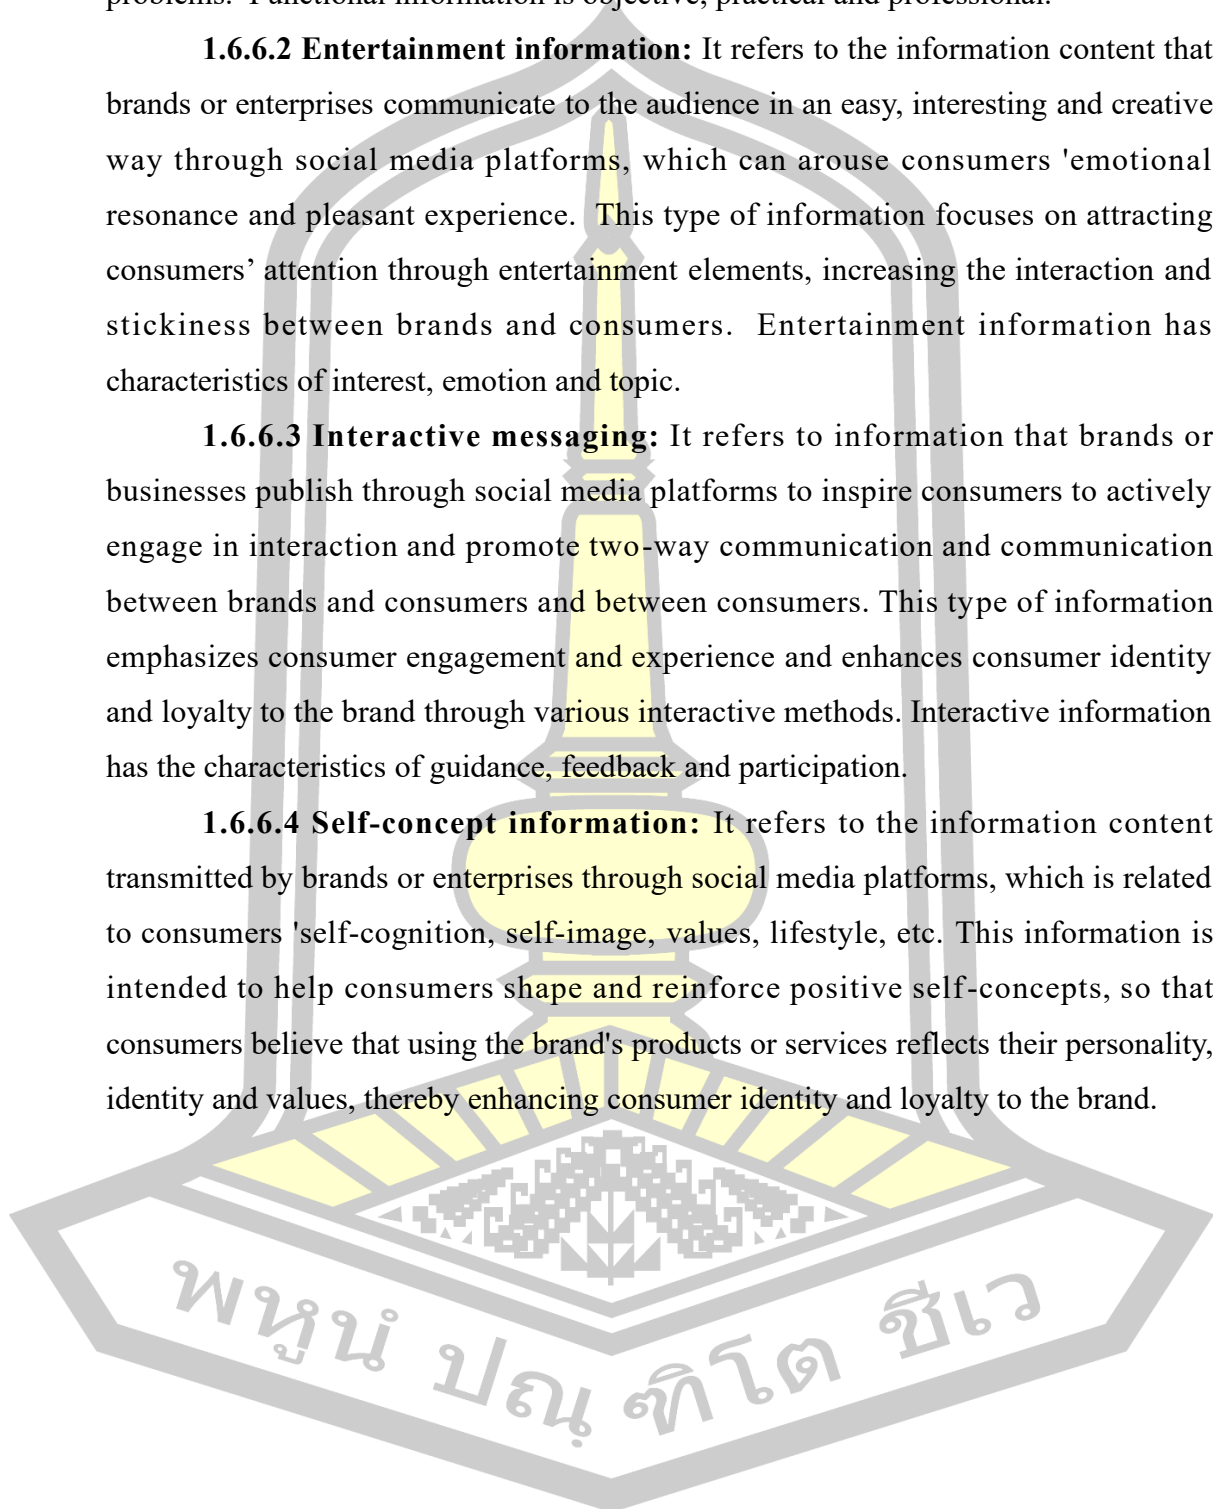 problems. Functional information is objective, practical and professional.
1.6.6.2 Entertainment information: It refers to the information content that
brands or enterprises communicate to the audience in an easy, interesting and creative
way through social media platforms, which can arouse consumers 'emotional
resonance and pleasant experience. This type of information focuses on attracting
consumers’ attention through entertainment elements, increasing the interaction and
stickiness between brands and consumers. Entertainment information has
characteristics of interest, emotion and topic.
1.6.6.3 Interactive messaging: It refers to information that brands or
businesses publish through social media platforms to inspire consumers to actively
engage in interaction and promote two-way communication and communication
between brands and consumers and between consumers. This type of information
emphasizes consumer engagement and experience and enhances consumer identity
and loyalty to the brand through various interactive methods. Interactive information
has the characteristics of guidance, feedback and participation.
1.6.6.4 Self-concept information: It refers to the information content
transmitted by brands or enterprises through social media platforms, which is related
to consumers 'self-cognition, self-image, values, lifestyle, etc. This information is
intended to help consumers shape and reinforce positive self-concepts, so that
consumers believe that using the brand's products or services reflects their personality,
identity and values, thereby enhancing consumer identity and loyalty to the brand.
พหูนํ ปณฺ ฑิโต ชีเว